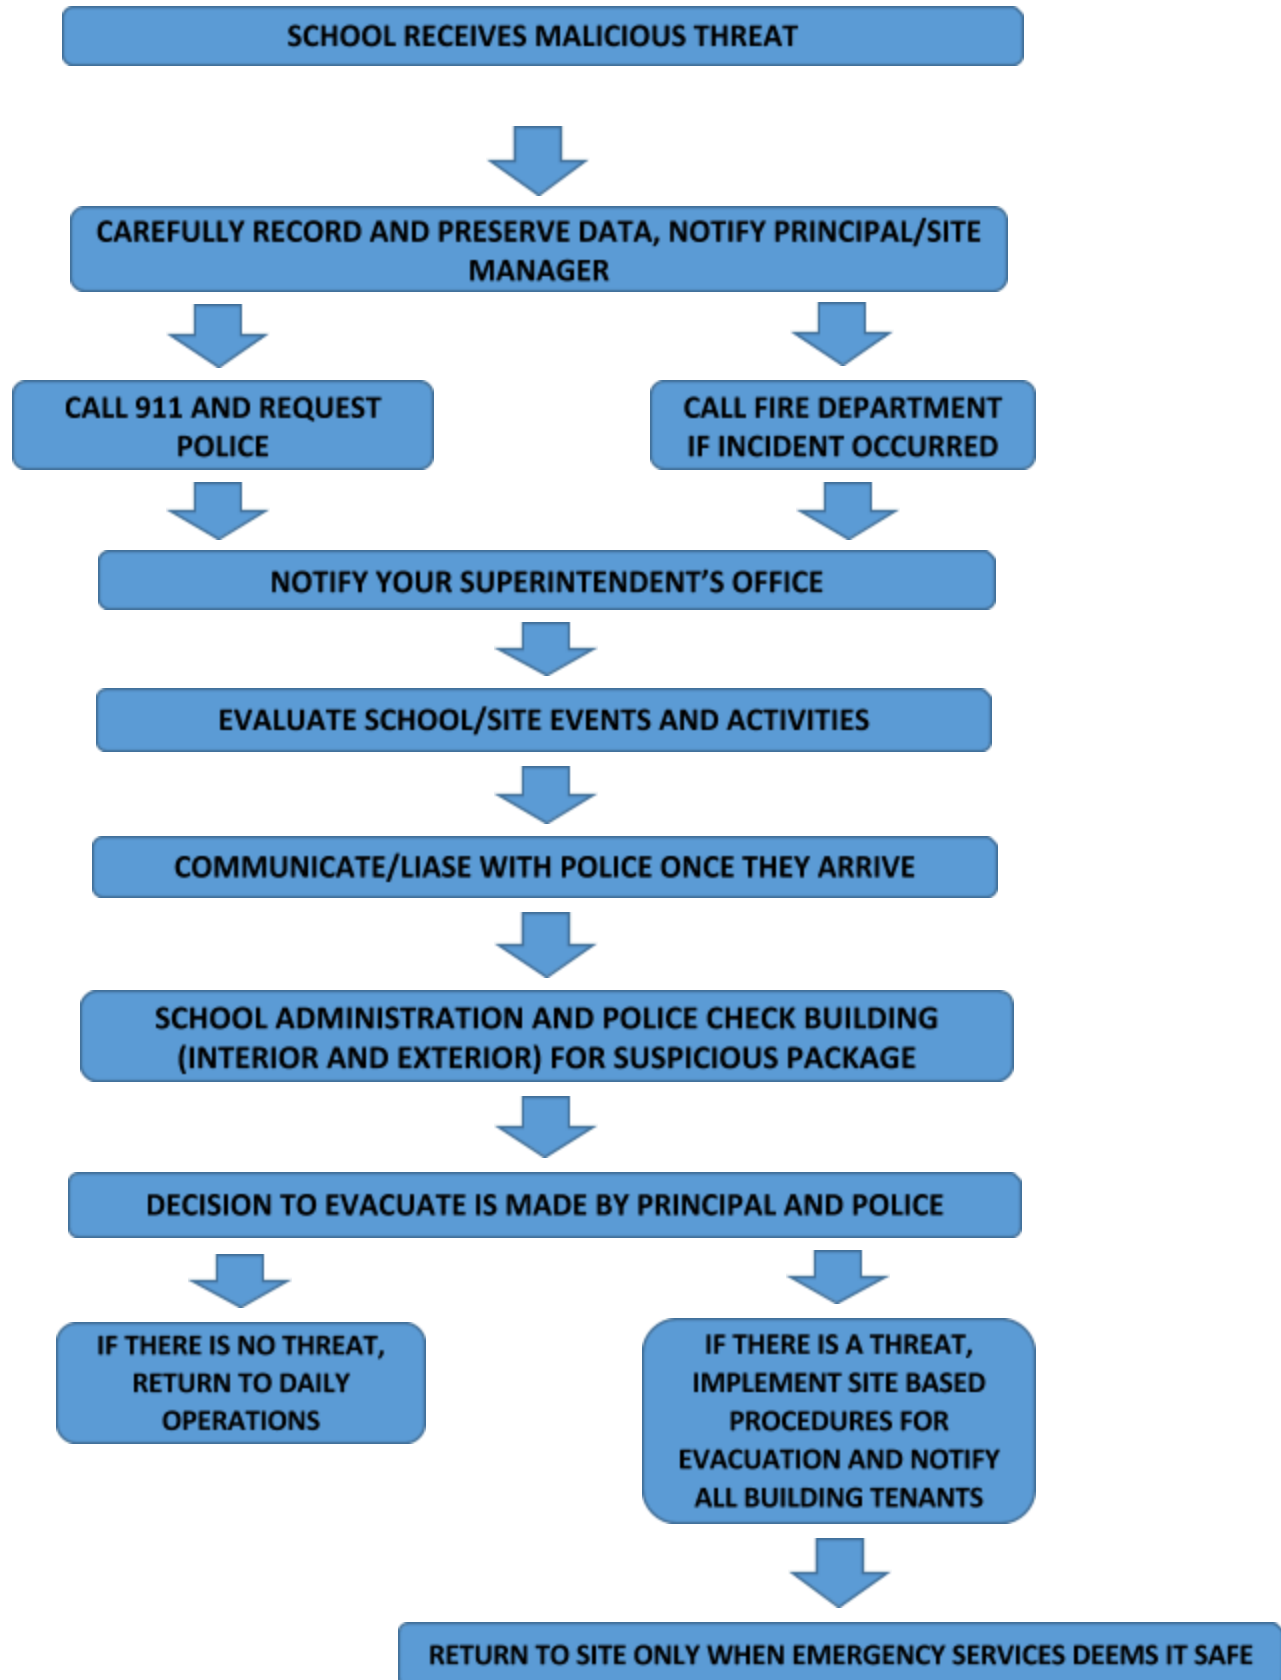 SCHOOL RECEIVES MALICIOUS THREAT
CAREFULLY RECORD AND PRESERVE DATA, NOTIFY PRINCIPAL/SITE
MANAGER
CALL 911 AND REQUEST
POLICE
CALL FIRE DEPARTMENT
IF INCIDENT OCCURRED
NOTIFY YOUR SUPERINTENDENT’S OFFICE
EVALUATE SCHOOL/SITE EVENTS AND ACTIVITIES
COMMUNICATE/LIASE WITH POLICE ONCE THEY ARRIVE
SCHOOL ADMINISTRATION AND POLICE CHECK BUILDING
(INTERIOR AND EXTERIOR) FOR SUSPICIOUS PACKAGE
DECISION TO EVACUATE IS MADE BY PRINCIPAL AND POLICE
IF THERE IS NO THREAT,
RETURN TO DAILY
OPERATIONS
IF THERE IS A THREAT,
IMPLEMENT SITE BASED
PROCEDURES FOR
EVACUATION AND NOTIFY
ALL BUILDING TENANTS
RETURN TO SITE ONLY WHEN EMERGENCY SERVICES DEEMS IT SAFE